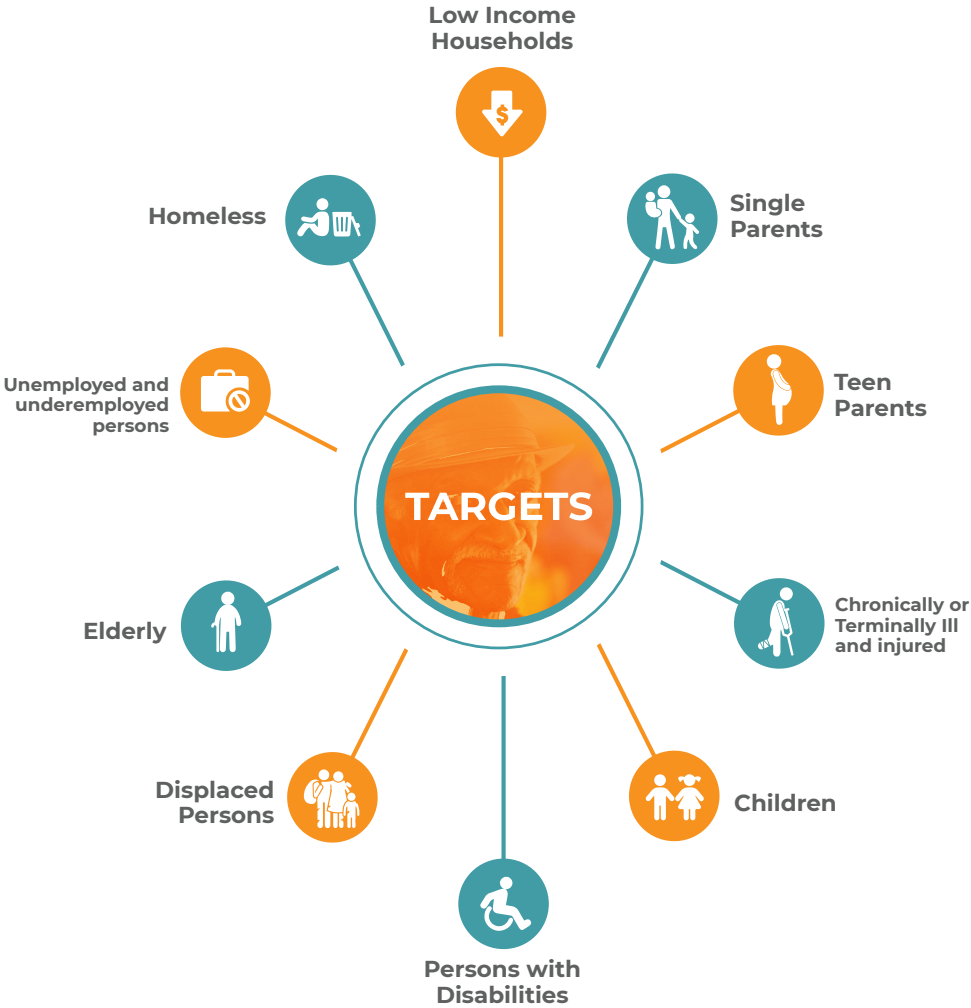 Low Income
Households
Homeless
Single
Parents
Unemployed and
underemployed
persons
Teen
Parents
TARGETS
$
Elderly
Chronically or
Terminally Ill
and injured
Displaced
Persons
Children
Persons with
Disabilities